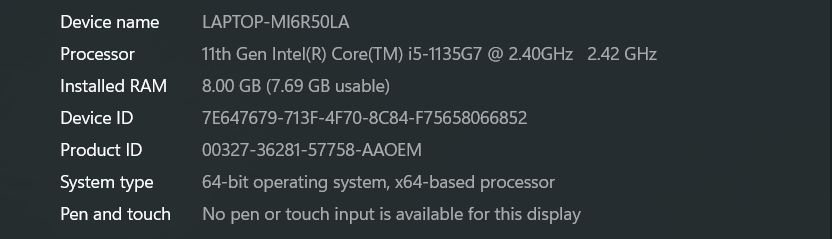 Device name LAPTOP-MI6R50LA
Processor 11th Gen Intel(R) Core(TM) i5-1135G7 @ 2.40GHz 2.42 GHz
Installed RAM 8.00 GB (7.69 GB usable)
Device ID 7E647679-713F-4F70-8C84-F75658066852
Product ID 00327-36281-57758-AAOEM
System type 64-bit operating system, x64-based processor
Pen and touch No pen or touch input is available for this display